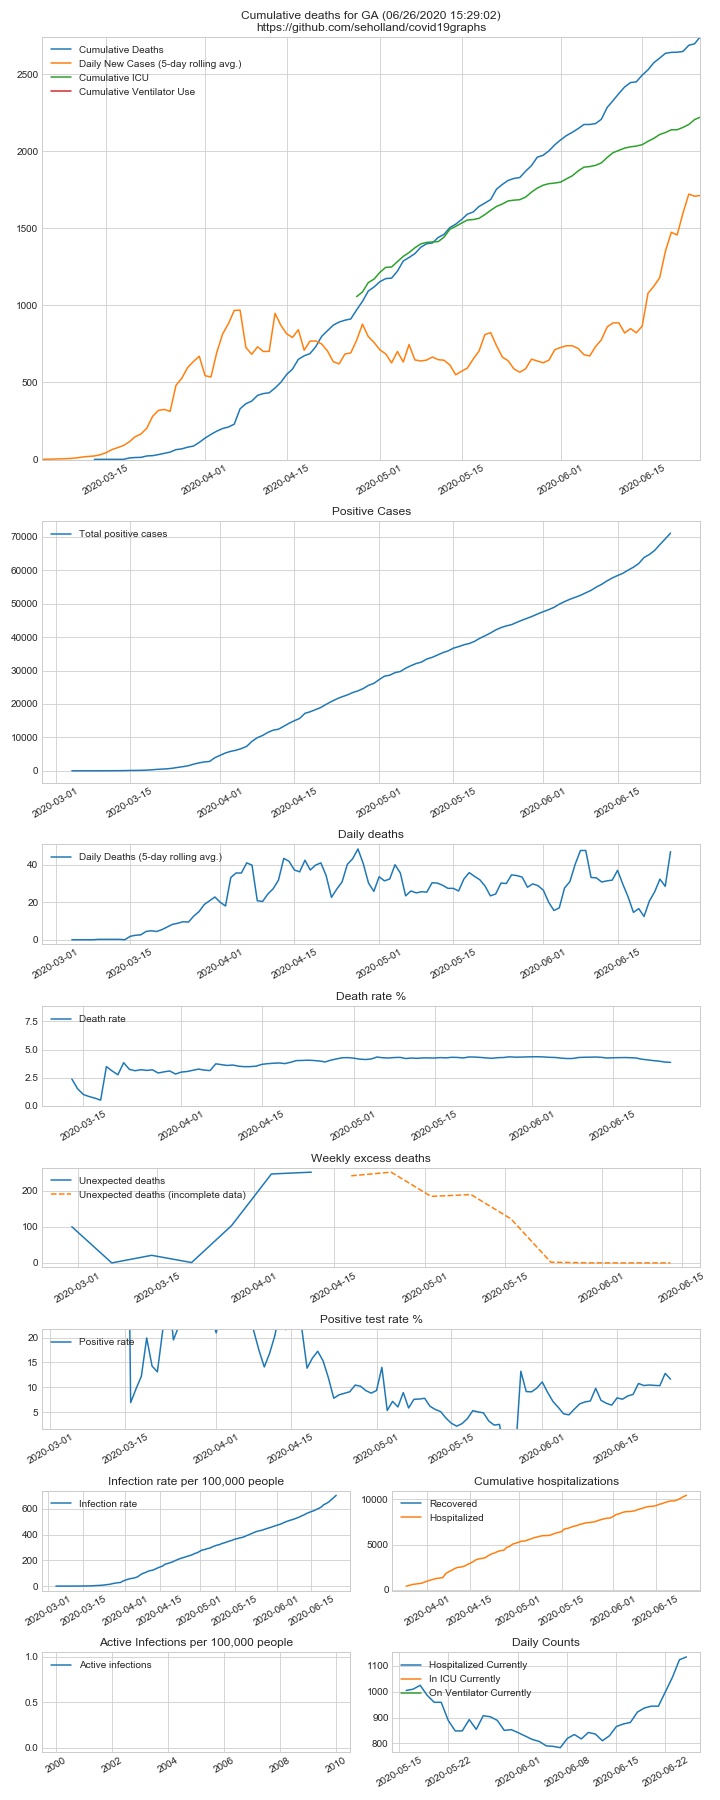 Cumulative deaths for GA (06/26/2020 15:29:02)
https://github.com/seholland/covid19graphs
Cumulative Deaths
Daily New Cases (5-day rolling avg.)
Cumulative ICU
Cumulative Ventilator Use
2500
2000
1500
1000
500
0
2020-03-15 2020-04-01 2020-04-15 2020-05-01 2020-05-15 2020-06-01 2020-06-15
Positive Cases
Total positive cases
70000
60000
50000
40000
30000
20000
10000
0
2020-03-01 2020-03-15 2020-04-01 2020-04-15 2020-05-01 2020-05-15 2020-06-01 2020-06-15
Daily deaths
Daily Deaths (5-day rolling avg.)
40
20
0
2020-03-01 2020-03-15 2020-04-01 2020-04-15 2020-05-01 2020-05-15 2020-06-01 2020-06-15
Death rate %
Death rate
7.5
5.0
2.5
0.0
2020-03-15 2020-04-01 2020-04-15 2020-05-01 2020-05-15 2020-06-01 2020-06-15
Weekly excess deaths
Unexpected deaths
Unexpected deaths (incomplete data)
200
100
0
2020-03-01 2020-03-15 2020-04-01 2020-04-15 2020-05-01 2020-05-15 2020-06-01 2020-06-15
Positive test rate %
Positive rate
20
15
10
5
2020-03-01 2020-03-15 2020-04-01 2020-04-15 2020-05-01 2020-05-15 2020-06-01 2020-06-15
Infection rate per 100,000 people
Infection rate
600
400
200
0
2020-03-01 2020-03-15 2020-04-01 2020-04-15 2020-05-01 2020-05-15 2020-06-01 2020-06-15
Cumulative hospitalizations
Recovered
Hospitalized
10000
5000
0
2020-04-01 2020-04-15 2020-05-01 2020-05-15 2020-06-01 2020-06-15
Active Infections per 100,000 people
Active infections
1.0
0.5
0.0
2000 2002 2004 2006 2008 2010
Daily Counts
Hospitalized Currently
In ICU Currently
On Ventilator Currently
1100
1000
900
800
2020-05-15 2020-05-22 2020-06-01 2020-06-08 2020-06-15 2020-06-22